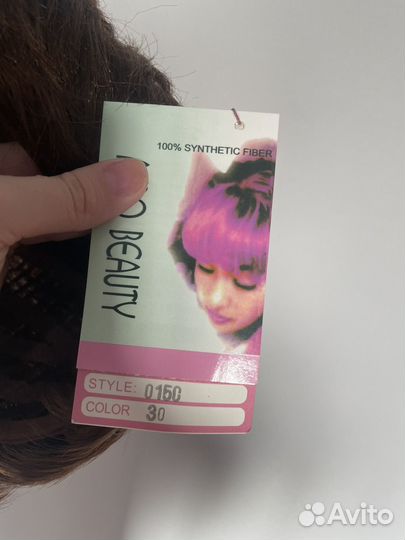 100% SYNTHETIC FIBER
BEAUTY
STYLE: 0150
COLOR 30
Avito